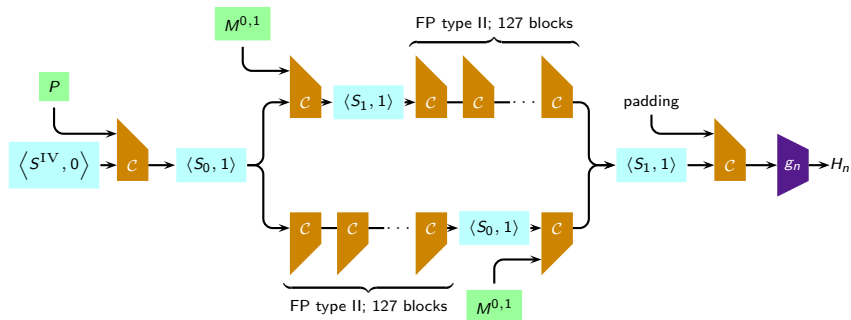 FP type II; 127 blocks
M^{0,1}
C
⟨S_1, 1⟩
C
C
···
C
P
padding
⟨S^{IV}, 0⟩
C
⟨S_0, 1⟩
⟨S_1, 1⟩
C
g_n
H_n
C
C
···
C
⟨S_0, 1⟩
C
FP type II; 127 blocks
M^{0,1}